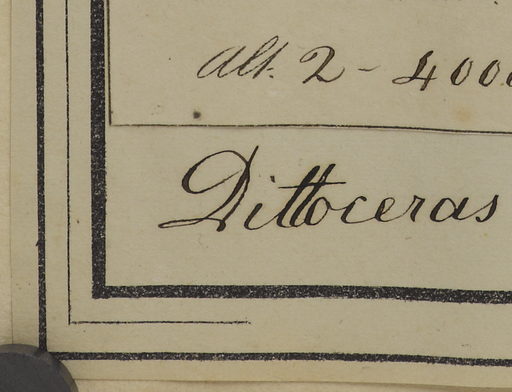 Alt. 2 - 4000
Dittoceras